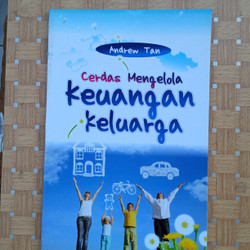 Andrew Tan
Cerdas Mengelola
Keuangan
Keluarga